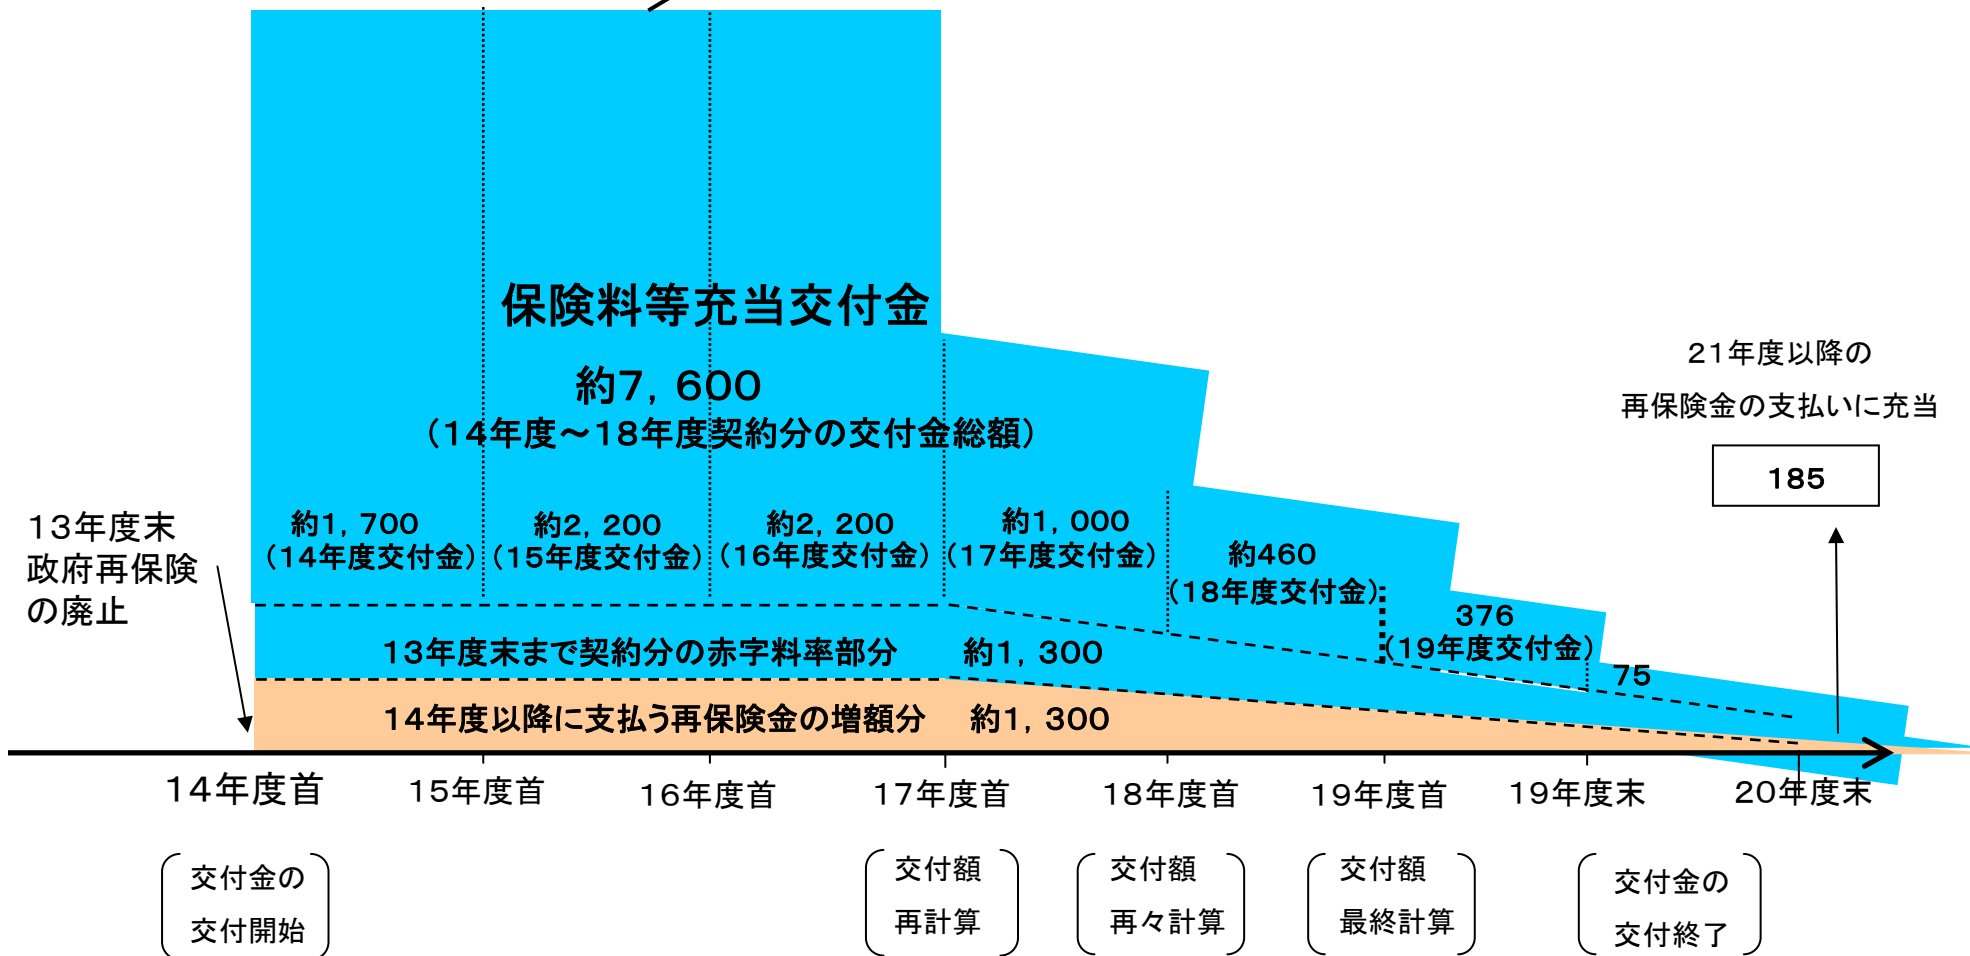 保険料等充当交付金
約7,600
(14年度～18年度契約分の交付金総額)
21年度以降の
再保険金の支払いに充当
185
13年度末
政府再保険
の廃止
約1,700
(14年度交付金)
約2,200
(15年度交付金)
約2,200
(16年度交付金)
約1,000
(17年度交付金)
約460
(18年度交付金)
376
(19年度交付金)
75
13年度末まで契約分の赤字料率部分 約1,300
14年度以降に支払う再保険金の増額分 約1,300
14年度首
15年度首
16年度首
17年度首
18年度首
19年度首
19年度末
20年度末
交付金の
交付開始
交付額
再計算
交付額
再々計算
交付額
最終計算
交付金の
交付終了